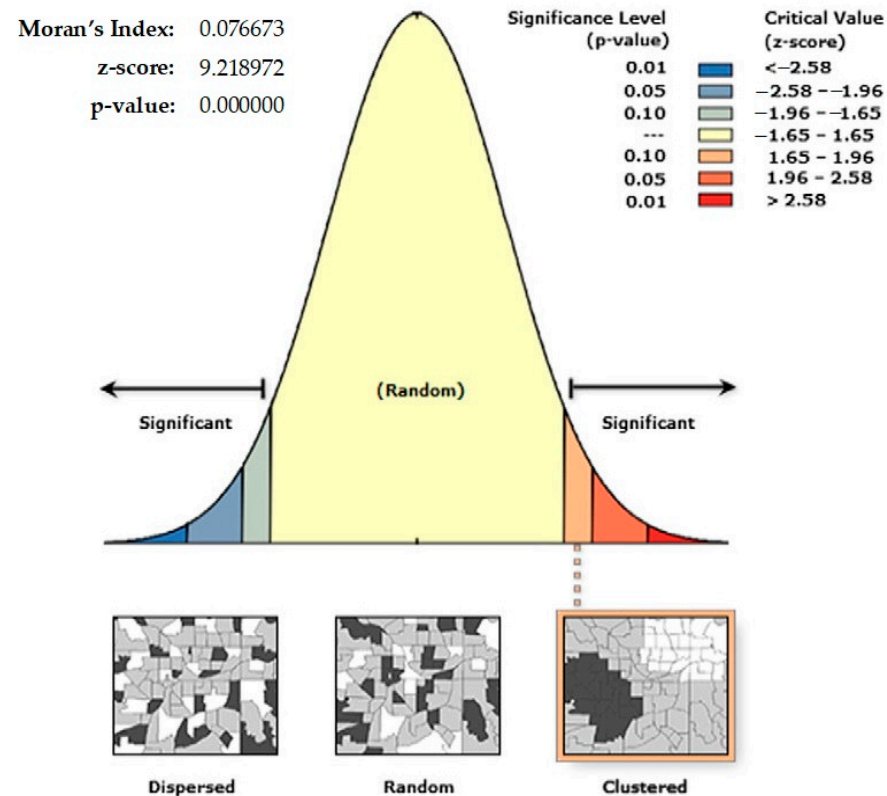 Moran's Index: 0.076673
z-score: 9.218972
p-value: 0.000000
Significance Level (p-value)
Critical Value (z-score)
0.01 <−2.58
0.05 −2.58 −−1.96
0.10 −1.96 −−1.65
--- −1.65 – 1.65
0.10 1.65 – 1.96
0.05 1.96 – 2.58
0.01 > 2.58
(Random)
Significant
Significant
Dispersed
Random
Clustered